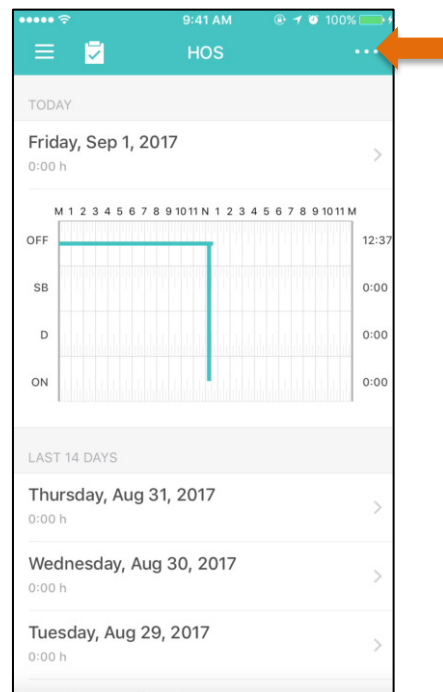 9:41 AM 100%
HOS
TODAY
Friday, Sep 1, 2017
0:00 h
M 1 2 3 4 5 6 7 8 9 10 11 N 1 2 3 4 5 6 7 8 9 10 11 M
OFF 12:37
SB 0:00
D 0:00
ON 0:00
LAST 14 DAYS
Thursday, Aug 31, 2017
0:00 h
Wednesday, Aug 30, 2017
0:00 h
Tuesday, Aug 29, 2017
0:00 h